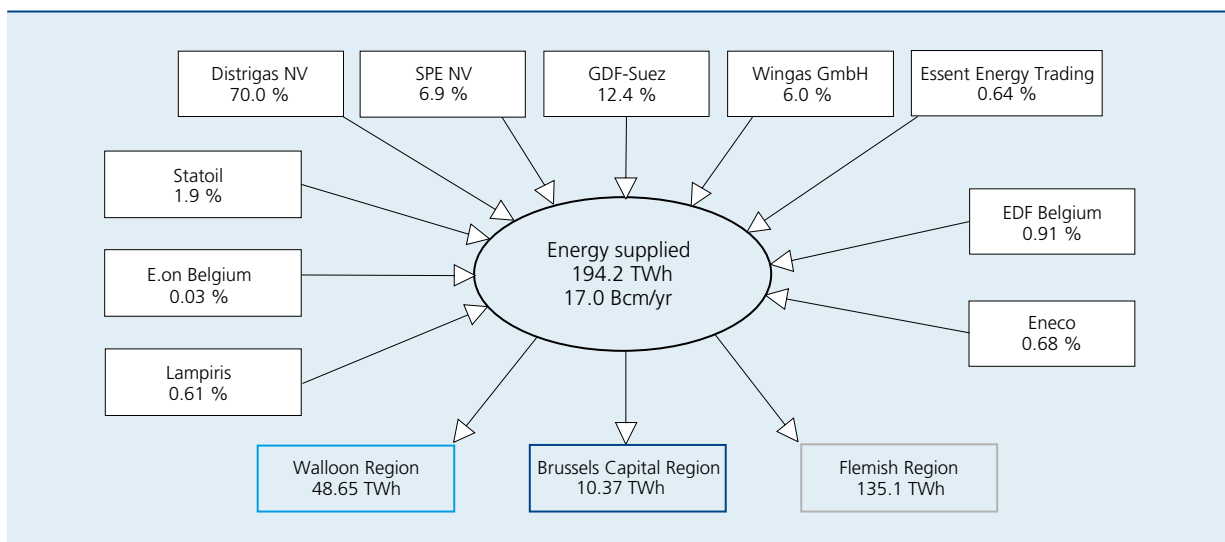 Distrigas NV
70.0 %
SPE NV
6.9 %
GDF-Suez
12.4 %
Wingas GmbH
6.0 %
Essent Energy Trading
0.64 %
Statoil
1.9 %
E.on Belgium
0.03 %
Lampiris
0.61 %
Energy supplied
194.2 TWh
17.0 Bcm/yr
EDF Belgium
0.91 %
Eneco
0.68 %
Walloon Region
48.65 TWh
Brussels Capital Region
10.37 TWh
Flemish Region
135.1 TWh